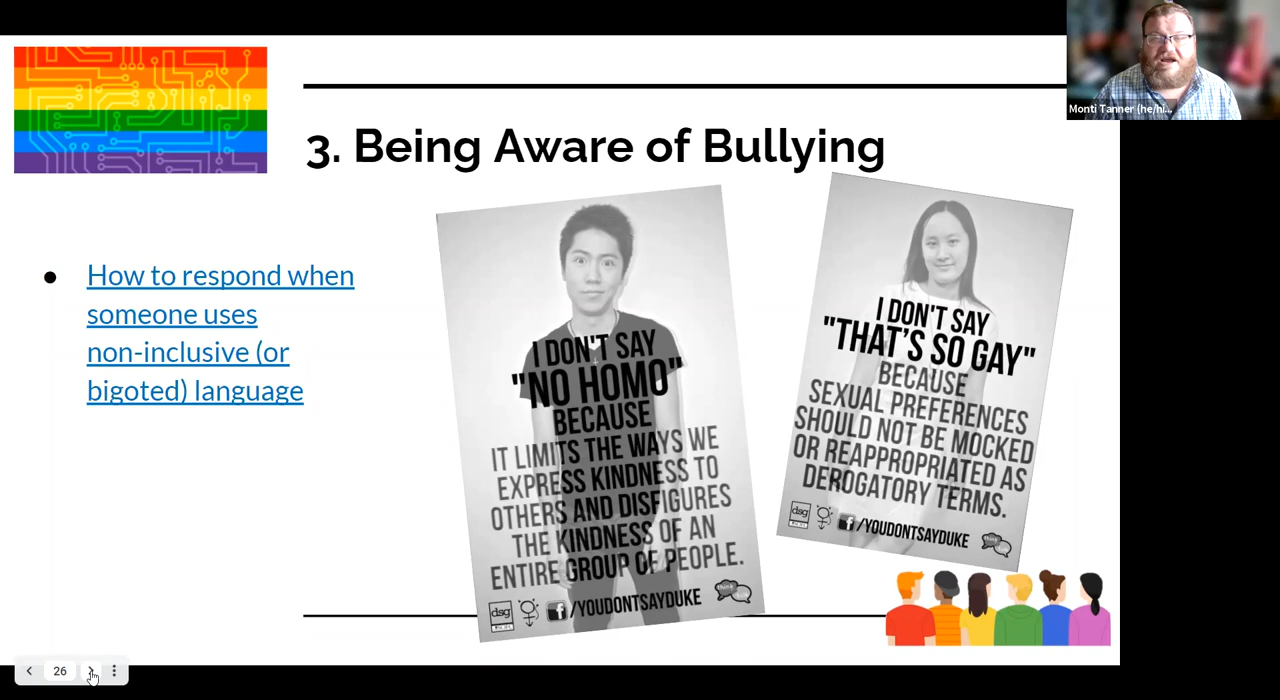 Monti Tanner (he/hi...
3. Being Aware of Bullying
How to respond when
someone uses
non-inclusive (or
bigoted) language
I DON'T SAY
"NO HOMO"
BECAUSE
IT LIMITS THE WAYS WE
EXPRESS KINDNESS TO
OTHERS AND DISFIGURES
THE KINDNESS OF AN
ENTIRE GROUP OF PEOPLE.
dsg
/YOUDONTSAYDUKE
I DON'T SAY
"THAT'S SO GAY"
BECAUSE
SEXUAL PREFERENCES
SHOULD NOT BE MOCKED
OR REAPPROPRIATED AS
DEROGATORY TERMS.
dsg
/YOUDONTSAYDUKE
26